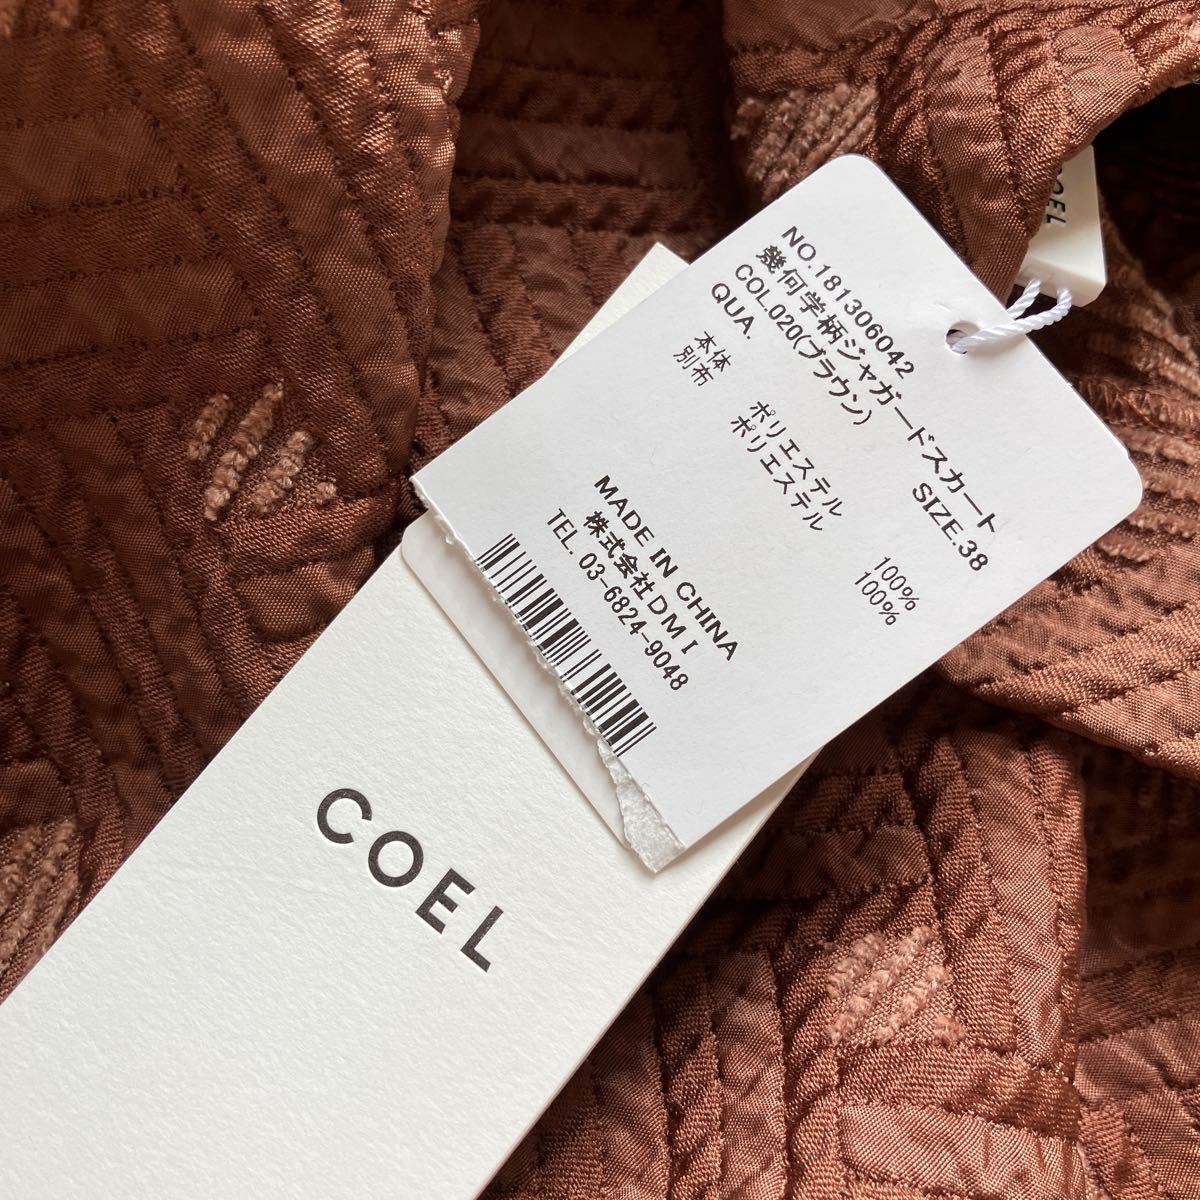 NO.181306042
幾何学柄ジャガードスカート
COL.020(ブラウン) SIZE.38
QUA.
本体 ポリエステル 100%
別布 ポリエステル 100%
MADE IN CHINA
株式会社DMI
TEL. 03-6824-9048
COEL
OEL